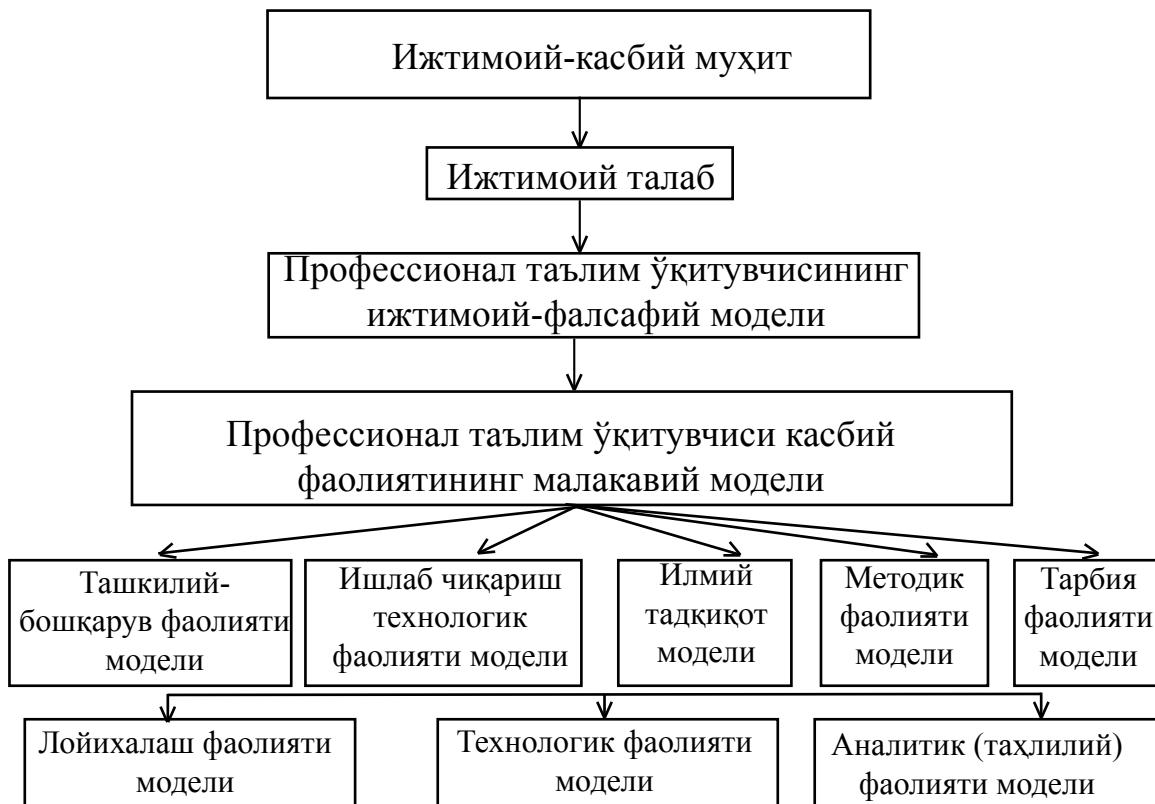 Ижтимоий-касбий муҳит
Ижтимоий талаб
Профессионал таълим ўқитувчисининг
ижтимоий-фалсафий модели
Профессионал таълим ўқитувчиси касбий
фаолиятининг малакавий модели
Ташкилий-
бошқарув фаолияти
модели
Ишлаб чиқариш
технологик
фаолияти модели
Илмий
тадқиқот
модели
Методик
фаолияти
модели
Тарбия
фаолияти
модели
Лойихалаш фаолияти
модели
Технологик фаолияти
модели
Аналитик (таҳлилий)
фаолияти модели